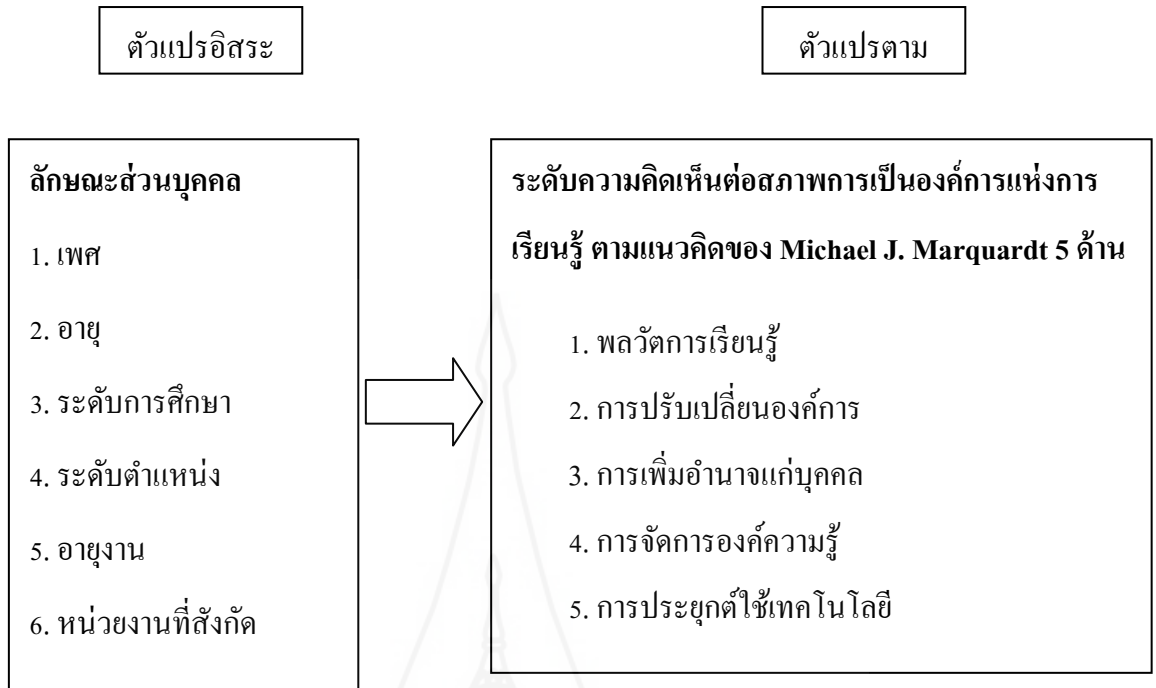 ตัวแปรอิสระ
ตัวแปรตาม
ลักษณะส่วนบุคคล
1. เพศ
2. อายุ
3. ระดับการศึกษา
4. ระดับตำแหน่ง
5. อายุงาน
6. หน่วยงานที่สังกัด
ระดับความคิดเห็นต่อสภาพการเป็นองค์การแห่งการ
เรียนรู้ ตามแนวคิดของ Michael J. Marquardt 5 ด้าน
1. พลวัตการเรียนรู้
2. การปรับเปลี่ยนองค์การ
3. การเพิ่มอำนาจแก่บุคคล
4. การจัดการองค์ความรู้
5. การประยุกต์ใช้เทคโนโลยี